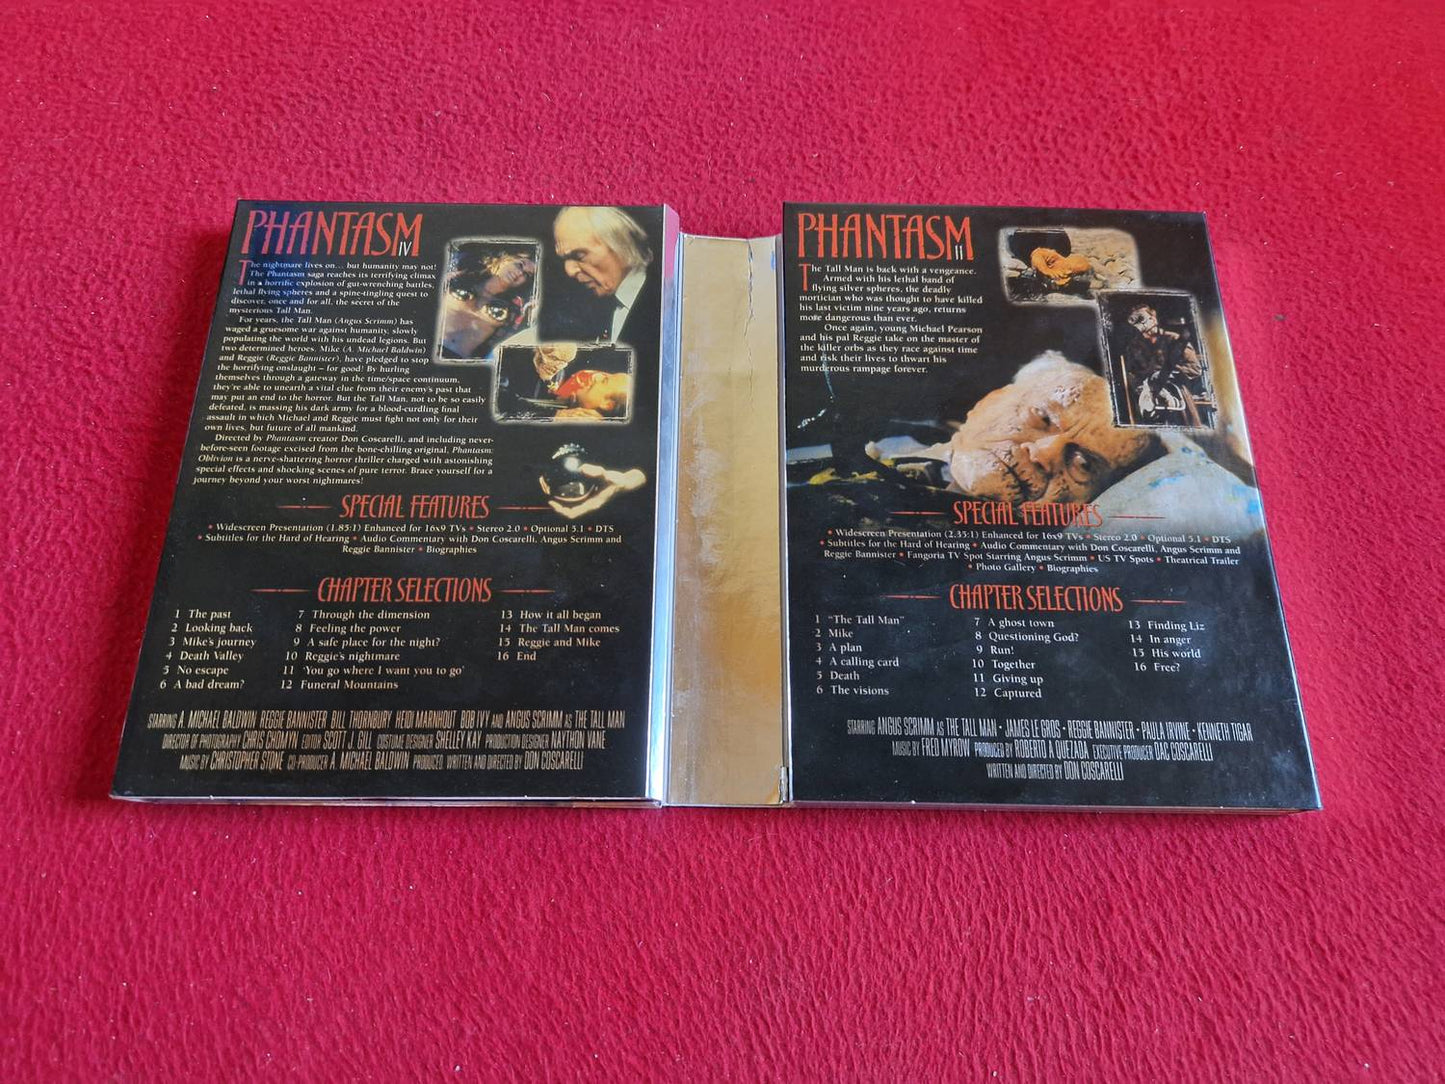 PHANTASM
IV
The nightmare lives on... but humanity may not!
The Phantasm saga reaches its terrifying climax
in a horrific explosion of gut-wrenching battles,
lethal flying spheres and a spine-tingling quest to
discover, once and for all, the secret of the
mysterious Tall Man.
For years, the Tall Man (Angus Scrimm) has
waged a gruesome war against humanity, slowly
populating the world with his undead legions. But
two determined heroes, Mike (A. Michael Baldwin)
and Reggie (Reggie Bannister), have pledged to stop
the horrifying onslaught – for good! By hurling
themselves through a gateway in the time/space continuum,
they're able to unearth a vital clue from their enemy's past that
may put an end to the horror. But the Tall Man, not to be so easily
defeated, is massing his dark army for a blood-curdling final
assault in which Michael and Reggie must fight not only for their
own lives, but future of all mankind.
Directed by Phantasm creator Don Coscarelli, and including never-
before-seen footage excised from the bone-chilling original, Phantasm:
Oblivion is a nerve-shattering horror thriller charged with astonishing
special effects and shocking scenes of pure terror. Brace yourself for a
journey beyond your worst nightmares!
SPECIAL FEATURES
• Widescreen Presentation (1.85:1) Enhanced for 16x9 TVs • Stereo 2.0 • Optional 5.1 • DTS
• Subtitles for the Hard of Hearing • Audio Commentary with Don Coscarelli, Angus Scrimm and
Reggie Bannister • Biographies
CHAPTER SELECTIONS
1 The past
2 Looking back
3 Mike's journey
4 Death Valley
5 No escape
6 A bad dream?
7 Through the dimension
8 Feeling the power
9 A safe place for the night?
10 Reggie's nightmare
11 'You go where I want you to go'
12 Funeral Mountains
13 How it all began
14 The Tall Man comes
15 Reggie and Mike
16 End
STARRING A. MICHAEL BALDWIN REGGIE BANNISTER BILL THORNBURY HEIDI MARNHOUT BOB IVY AND ANGUS SCRIMM AS THE TALL MAN
DIRECTOR OF PHOTOGRAPHY CHRIS CHOMYN EDITOR SCOTT J. GILL COSTUME DESIGNER SHELLEY KAY PRODUCTION DESIGNER NAYTHON VANE
MUSIC BY CHRISTOPHER STONE CO-PRODUCER A. MICHAEL BALDWIN PRODUCED, WRITTEN AND DIRECTED BY DON COSCARELLI
PHANTASM
II
The Tall Man is back with a vengeance.
Armed with his lethal band of
flying silver spheres, the deadly
mortician who was thought to have killed
his last victim nine years ago, returns
more dangerous than ever.
Once again, young Michael Pearson
and his pal Reggie take on the master of
the killer orbs as they race against time
and risk their lives to thwart his
murderous rampage forever.
SPECIAL FEATURES
• Widescreen Presentation (2.35:1) Enhanced for 16x9 TVs • Stereo 2.0 • Optional 5.1 • DTS
• Subtitles for the Hard of Hearing • Audio Commentary with Don Coscarelli, Angus Scrimm and
Reggie Bannister • Fangoria TV Spot Starring Angus Scrimm • US TV Spots • Theatrical Trailer
• Photo Gallery • Biographies
CHAPTER SELECTIONS
1 "The Tall Man"
2 Mike
3 A plan
4 A calling card
5 Death
6 The visions
7 A ghost town
8 Questioning God?
9 Run!
10 Together
11 Giving up
12 Captured
13 Finding Liz
14 In anger
15 His world
16 Free?
STARRING ANGUS SCRIMM AS THE TALL MAN • JAMES LE GROS • REGGIE BANNISTER • PAULA IRVINE • KENNETH TIGAR
MUSIC BY FRED MYROW PRODUCED BY ROBERTO A QUEZADA EXECUTIVE PRODUCER DAC COSCARELLI
WRITTEN AND DIRECTED BY DON COSCARELLI